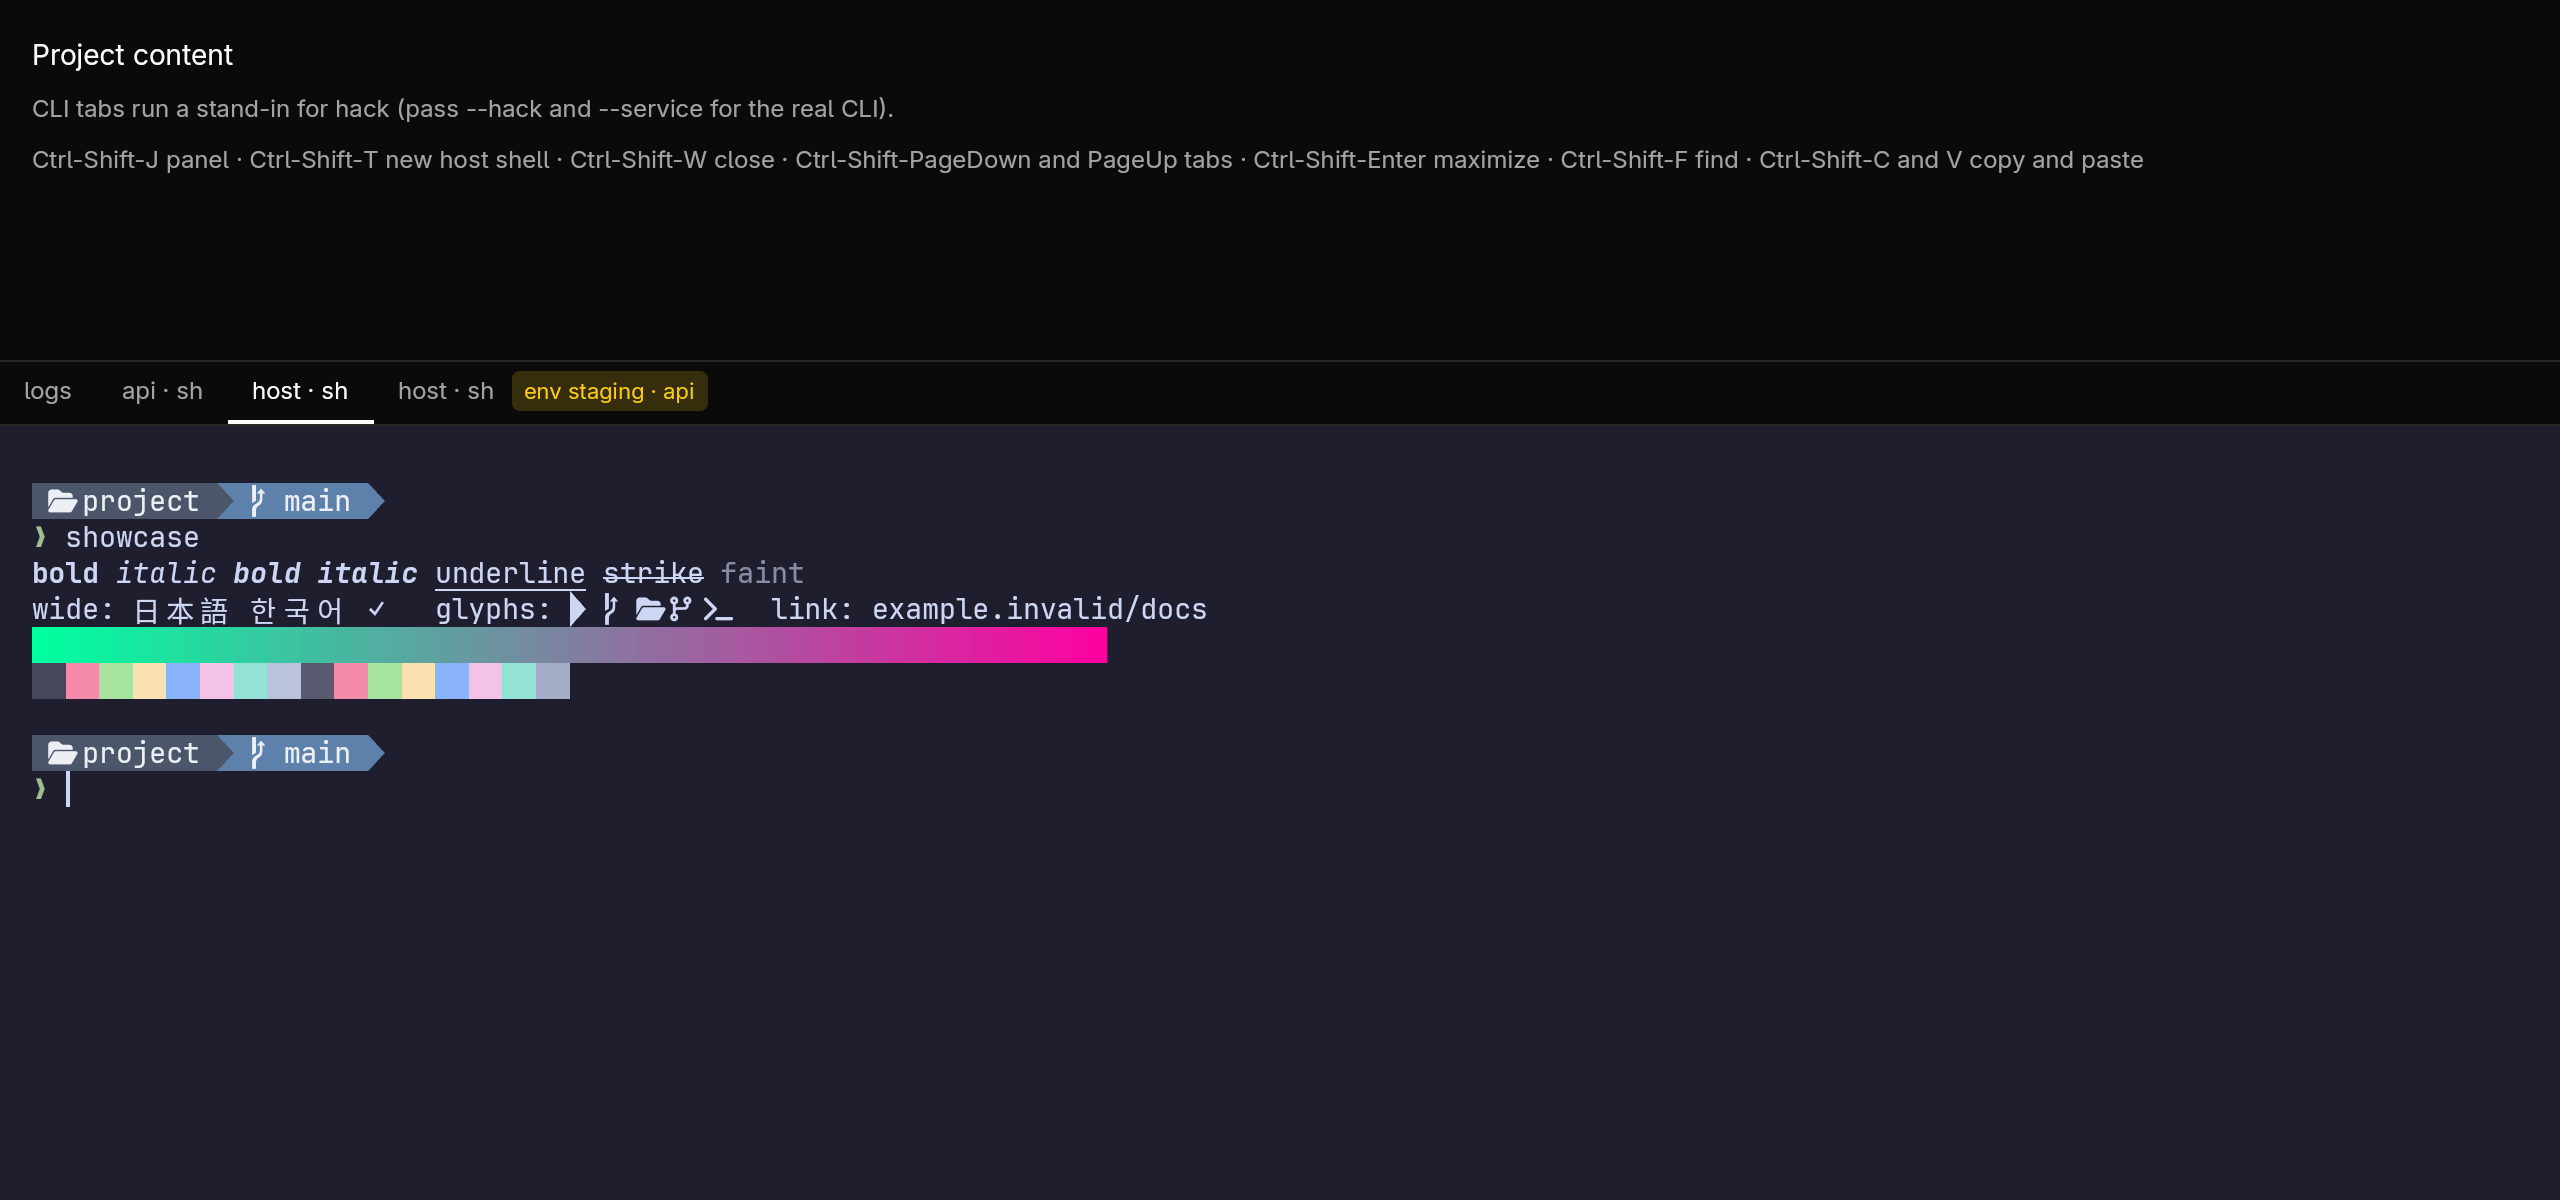 Project content
CLI tabs run a stand-in for hack (pass --hack and --service for the real CLI).
Ctrl-Shift-J panel · Ctrl-Shift-T new host shell · Ctrl-Shift-W close · Ctrl-Shift-PageDown and PageUp tabs · Ctrl-Shift-Enter maximize · Ctrl-Shift-F find · Ctrl-Shift-C and V copy and paste
logs api · sh host · sh host · sh env staging · api
project main
❯ showcase
bold italic bold italic underline strike faint
wide: 日本語 한국어 ✓ glyphs: link: example.invalid/docs
project main
❯